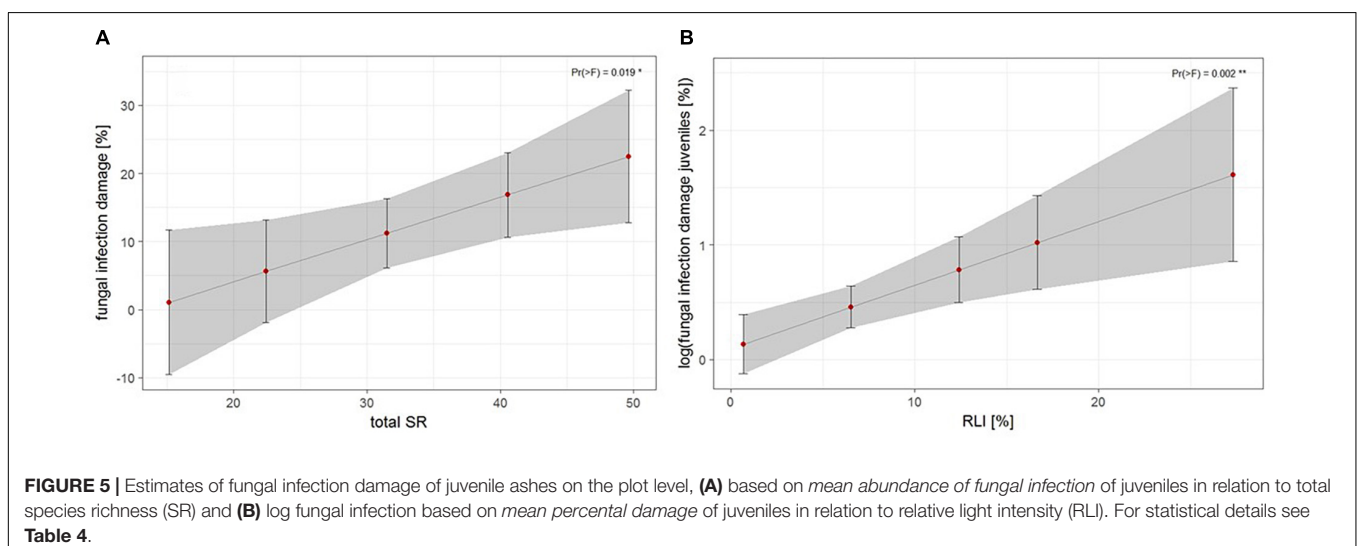 A
B
Pr(>F) = 0.019 *
Pr(>F) = 0.002 **
fungal infection damage [%]
30
20
10
0
-10
20
30
40
50
total SR
log(fungal infection damage juveniles [%])
2
1
0
0
10
20
RLI [%]
FIGURE 5 | Estimates of fungal infection damage of juvenile ashes on the plot level, (A) based on mean abundance of fungal infection of juveniles in relation to total
species richness (SR) and (B) log fungal infection based on mean percental damage of juveniles in relation to relative light intensity (RLI). For statistical details see
Table 4.